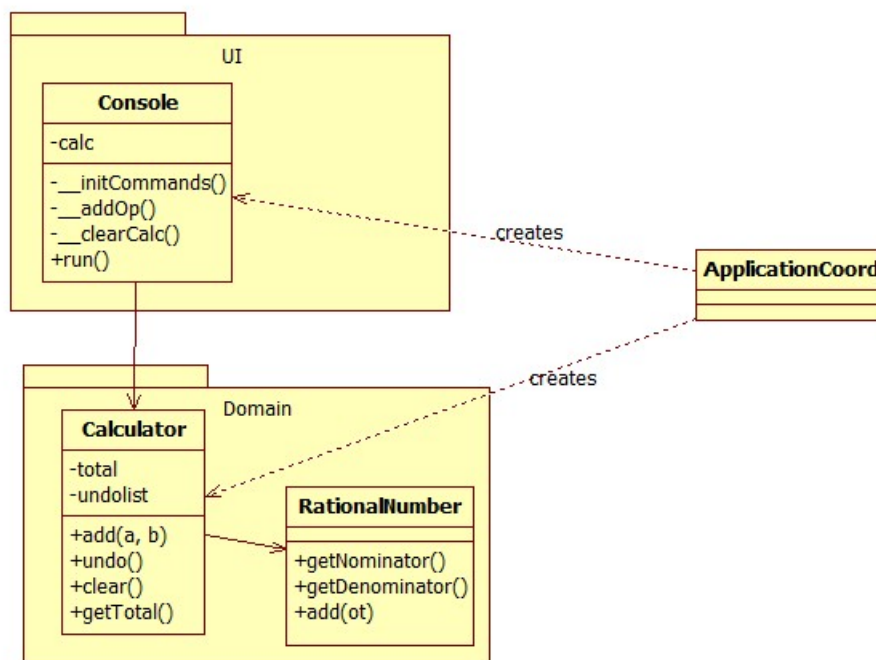 UI
Console
-calc
-__initCommands()
-__addOp()
-__clearCalc()
+run()
creates
ApplicationCoord
creates
Domain
Calculator
-total
-undolist
+add(a, b)
+undo()
+clear()
+getTotal()
RationalNumber
+getNominator()
+getDenominator()
+add(ot)